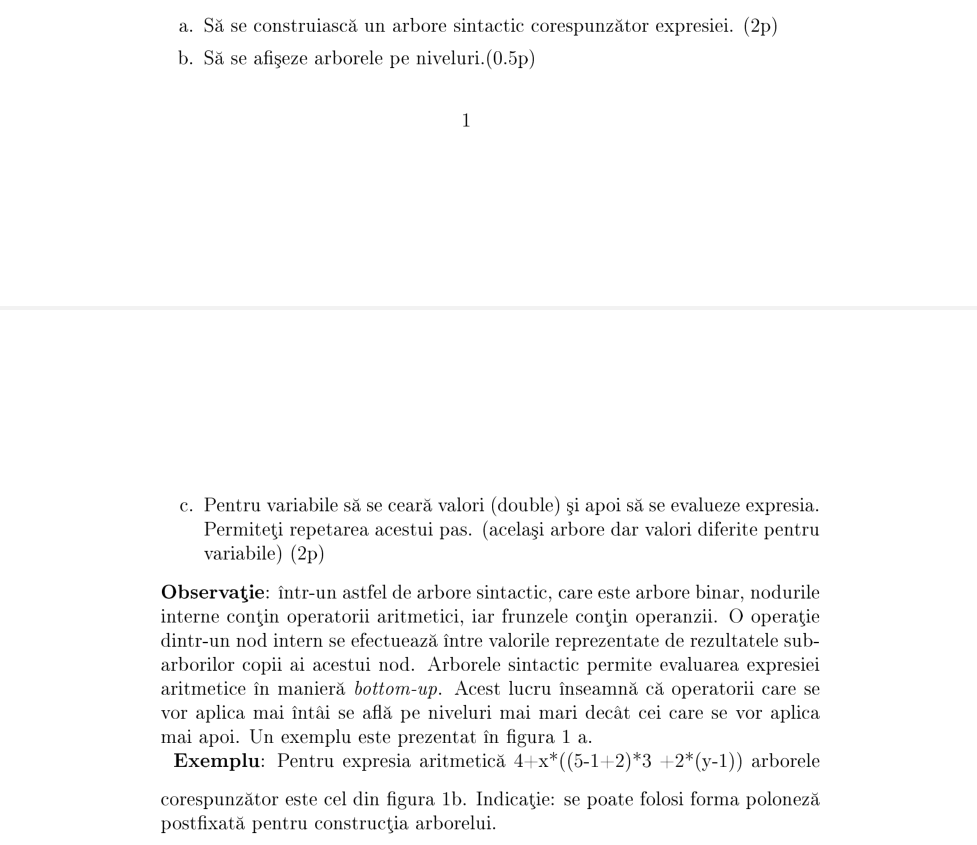 a. Să se construiască un arbore sintactic corespunzător expresiei. (2p)
b. Să se afişeze arborele pe niveluri.(0.5p)
1
c. Pentru variabile să se ceară valori (double) şi apoi să se evalueze expresia.
Permiteţi repetarea acestui pas. (acelaşi arbore dar valori diferite pentru
variabile) (2p)
Observaţie: într-un astfel de arbore sintactic, care este arbore binar, nodurile
interne conţin operatorii aritmetici, iar frunzele conţin operanzii. O operaţie
dintr-un nod intern se efectuează între valorile reprezentate de rezultatele sub-
arborilor copii ai acestui nod. Arborele sintactic permite evaluarea expresiei
aritmetice în manieră bottom-up. Acest lucru înseamnă că operatorii care se
vor aplica mai întâi se află pe niveluri mai mari decât cei care se vor aplica
mai apoi. Un exemplu este prezentat în figura 1 a.
Exemplu: Pentru expresia aritmetică 4+x*((5-1+2)*3 +2*(y-1)) arborele
corespunzător este cel din figura 1b. Indicaţie: se poate folosi forma poloneză
postfixată pentru construcţia arborelui.